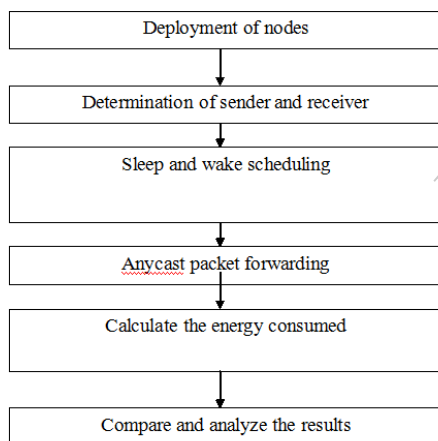 Deployment of nodes
Determination of sender and receiver
Sleep and wake scheduling
Anycast packet forwarding
Calculate the energy consumed
Compare and analyze the results